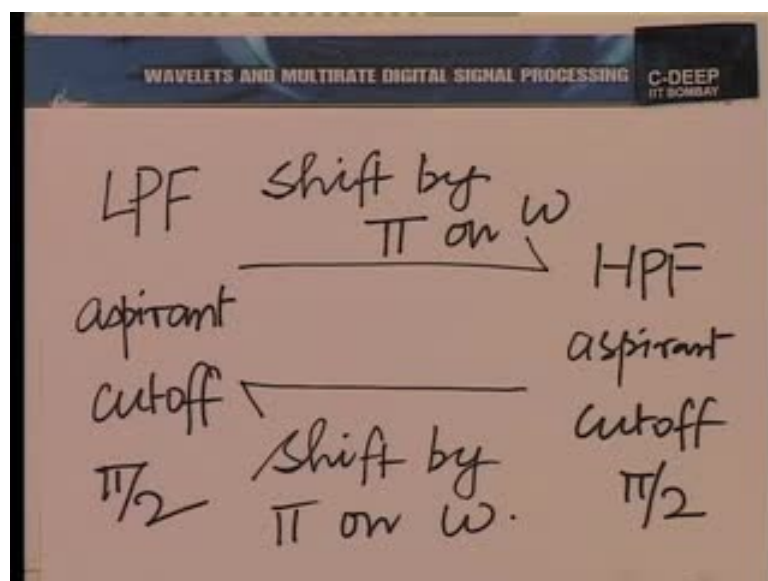 WAVELETS AND MULTIRATE DIGITAL SIGNAL PROCESSING
C-DEEP
IIT BOMBAY
LPF
aspirant
cutoff
π/2
Shift by
π on ω
Shift by
π on ω.
HPF
aspirant
cutoff
π/2